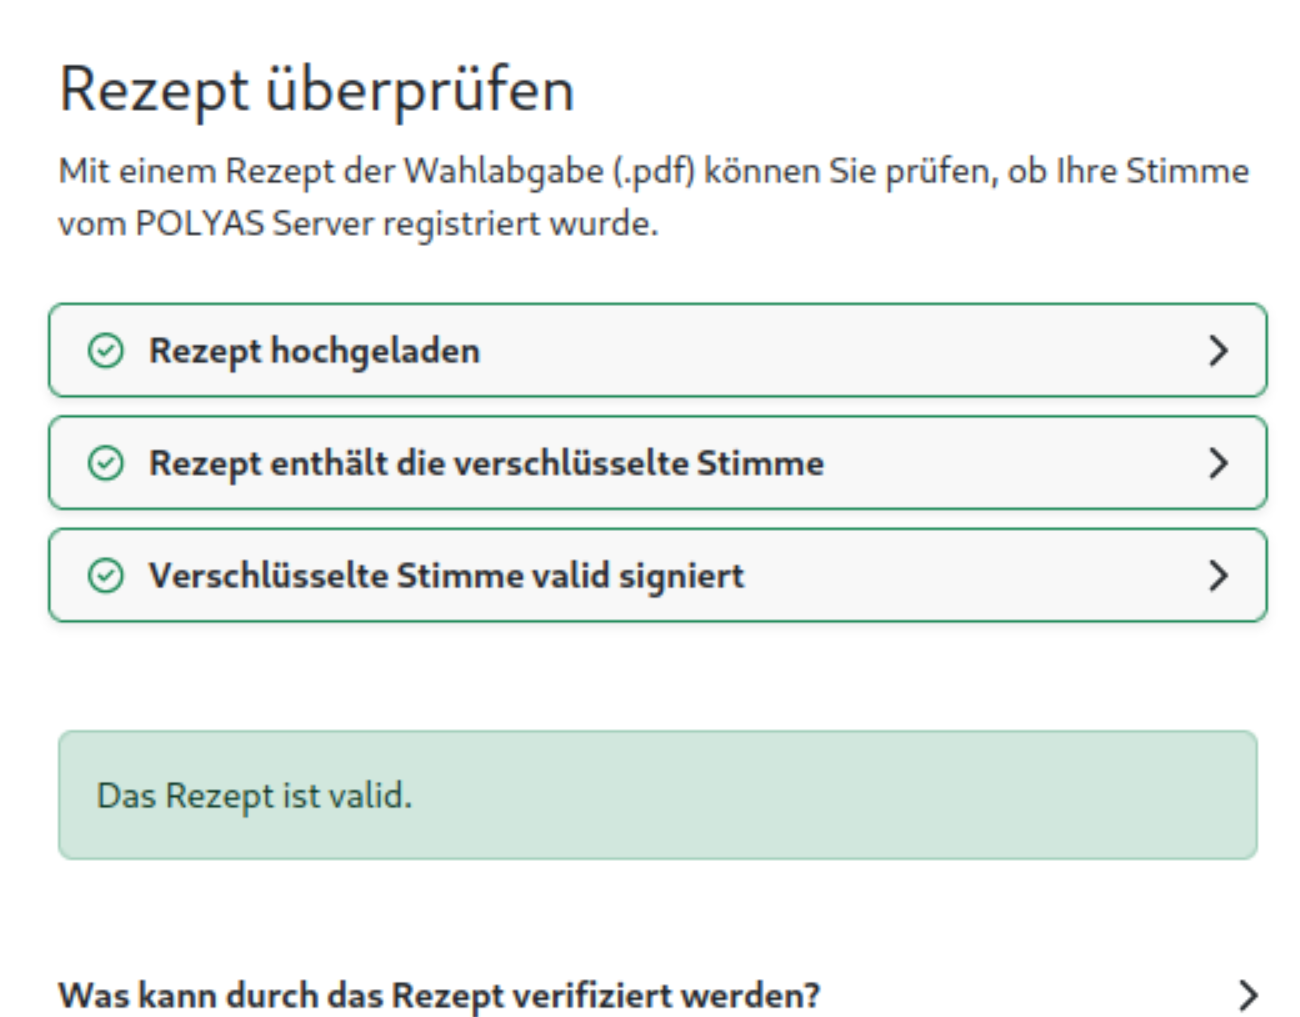 Rezept überprüfen
Mit einem Rezept der Wahlabgabe (.pdf) können Sie prüfen, ob Ihre Stimme
vom POLYAS Server registriert wurde.
Rezept hochgeladen
Rezept enthält die verschlüsselte Stimme
Verschlüsselte Stimme valid signiert
Das Rezept ist valid.
Was kann durch das Rezept verifiziert werden?